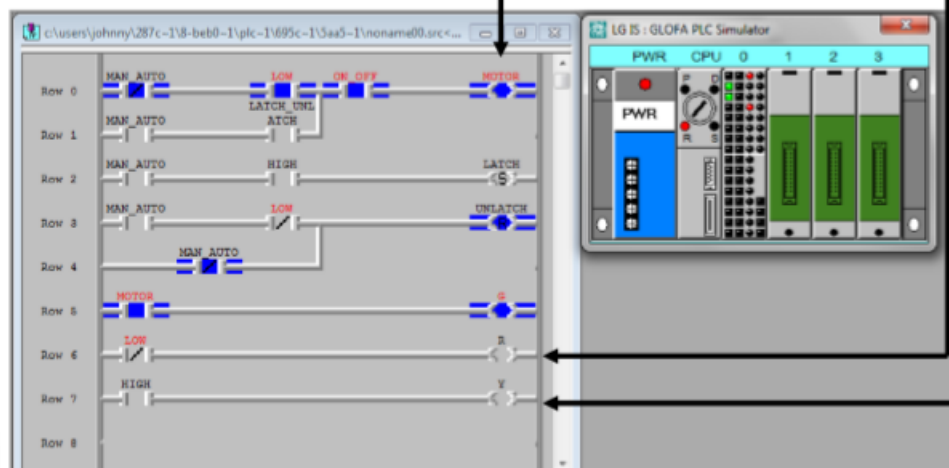 c:\users\johnny\287c~1\8-beb0~1\plc-1\695c~1\5aa5~1\noname00.src<...
LG IS : GLOFA PLC Simulator
PWR CPU 0 1 2 3
PWR
P D
R S
MAN_AUTO LOW ON_OFF MOTOR
Row 0
LATCH_UNL
MAN_AUTO ATCH
Row 1
MAN_AUTO HIGH LATCH
Row 2 S
MAN_AUTO LOW UNLATCH
Row 3
MAN_AUTO
Row 4
MOTOR G
Row 5
LOW R
Row 6
HIGH Y
Row 7
Row 8